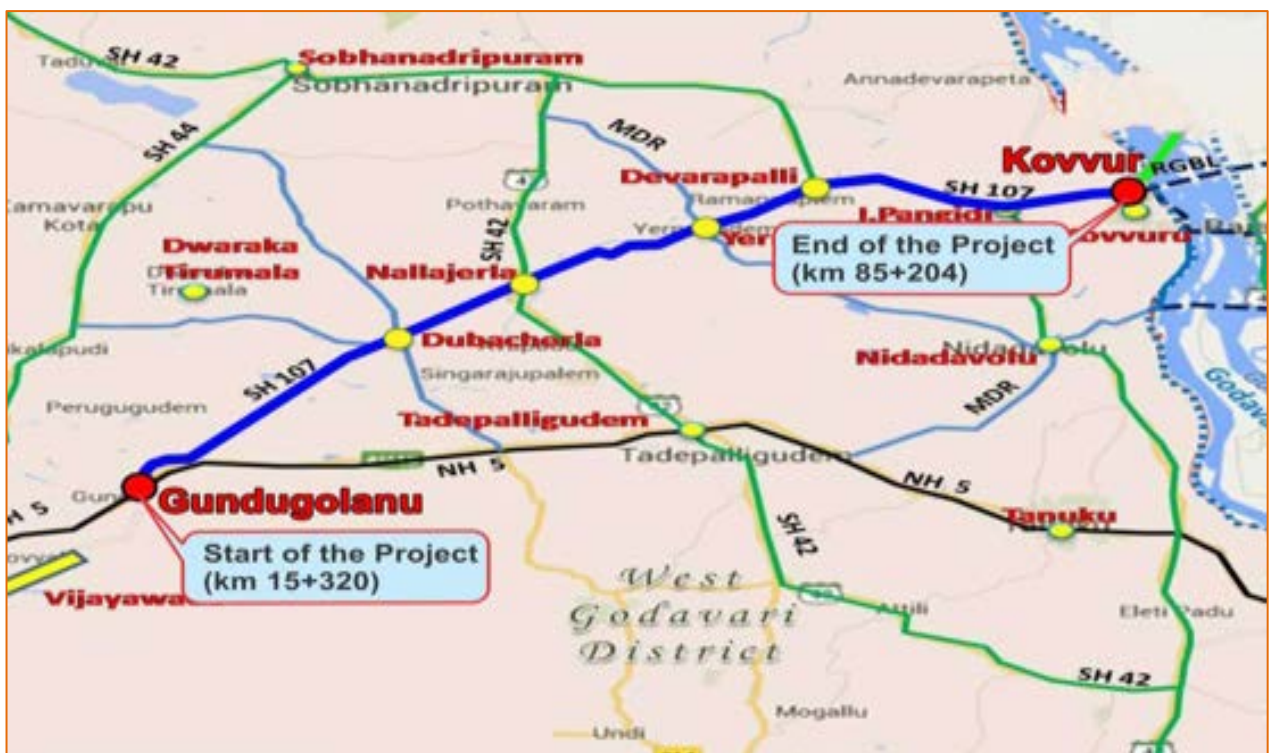 SH 42
Sobhanadripuram
Sobhanadripuram
Annadevarapeta
SH 44
MDR
Kovvur
RGBL
Devarapalli
SH 107
I.Pangidi
Pothavaram
SH 42
Kota
Dwaraka
Tirumala
Nallajerla
End of the Project
(km 85+204)
Dubacherla
Singarajupalem
Nidadavolu
MDR
SH 107
Perugugudem
Tadepalligudem
Tadepalligudem
NH 5
NH 5
Gundugolanu
Start of the Project
(km 15+320)
Tanuku
SH 42
West
Godavari
District
Attili
Eleti Padu
SH 42
Mogallu
Undi